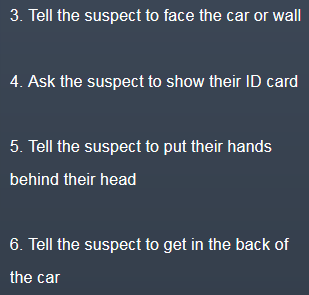 3. Tell the suspect to face the car or wall
4. Ask the suspect to show their ID card
5. Tell the suspect to put their hands
behind their head
6. Tell the suspect to get in the back of
the car